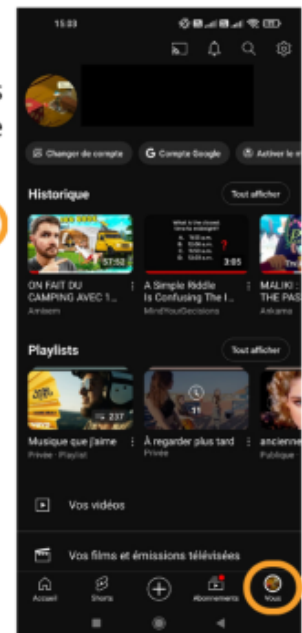 s
e
15:03
Changer de compte
Compte Google
Activer le m
Historique
Tout afficher
57:52
3:05
ON FAIT DU
CAMPING AVEC 1...
Amixem
A Simple Riddle
Is Confusing The I...
MindYourDecisions
MALIKI :
THE PAS
Ankama
Playlists
Tout afficher
237
11
Musique que j'aime
Privée · Playlist
À regarder plus tard
Privée
ancienne
Publique
Vos vidéos
Vos films et émissions télévisées
Accueil
Shorts
Abonnements
Vous